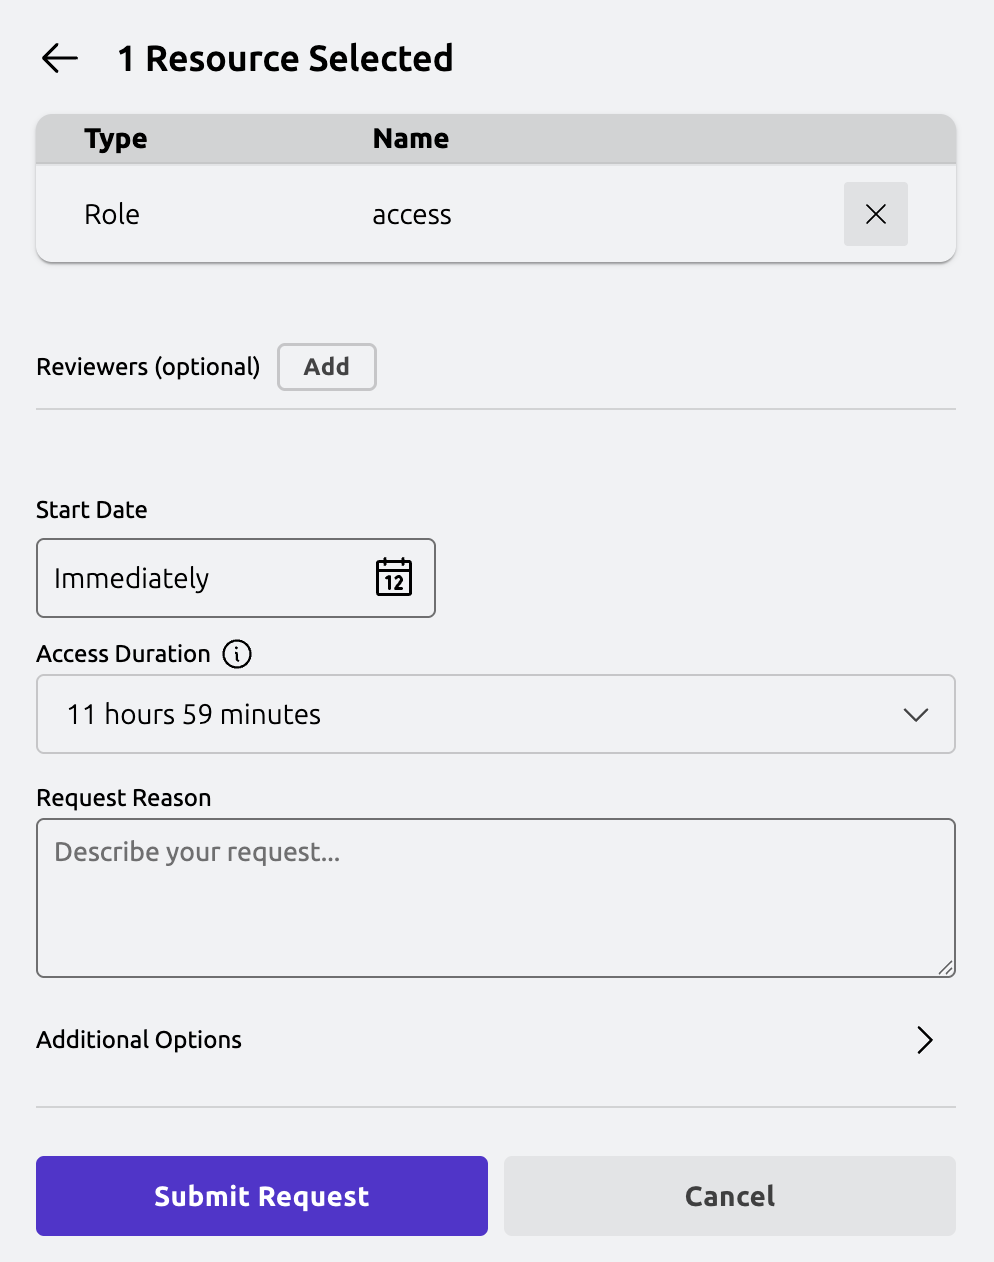 1 Resource Selected
Type Name
Role access
Reviewers (optional) Add
Start Date
Immediately 12
Access Duration i
11 hours 59 minutes
Request Reason
Describe your request...
Additional Options
Submit Request Cancel